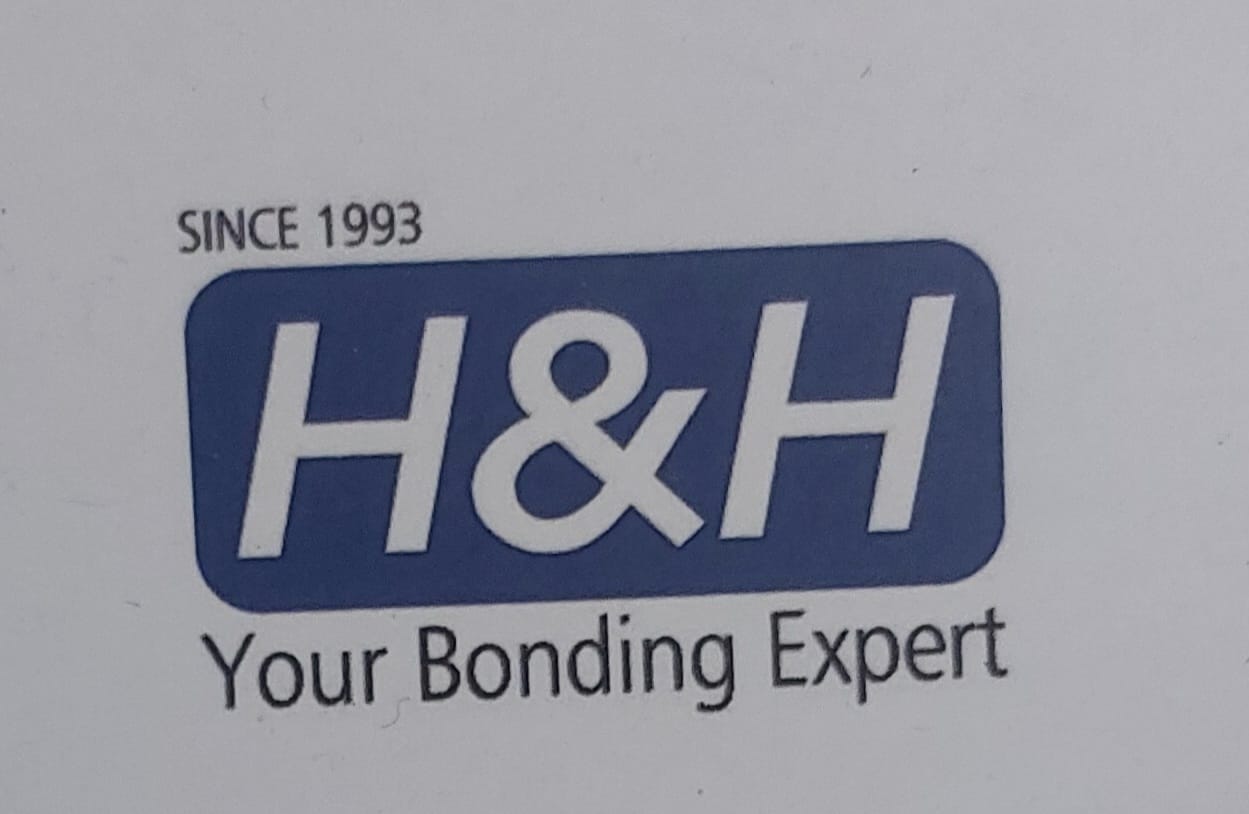 SINCE 1993
H&H
Your Bonding Expert